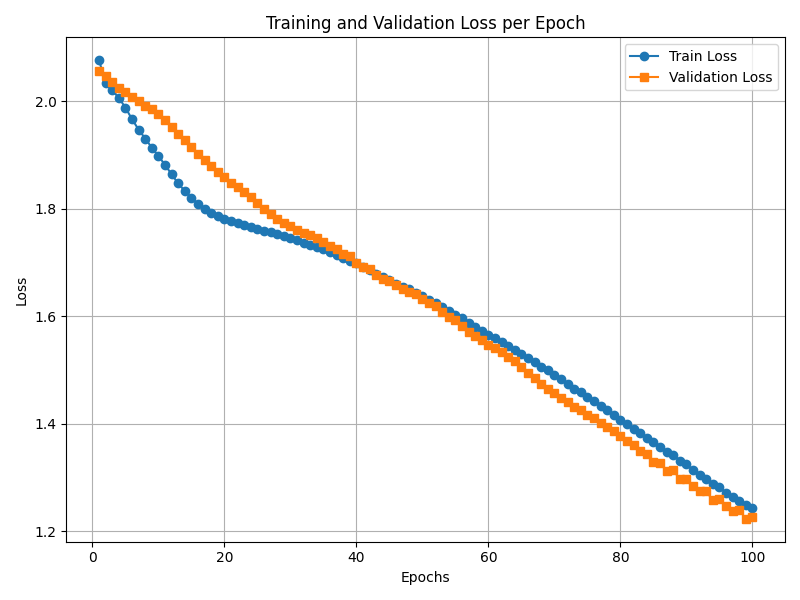 Training and Validation Loss per Epoch
Train Loss
Validation Loss
2.0
1.8
1.6
1.4
1.2
Loss
0 20 40 60 80 100
Epochs